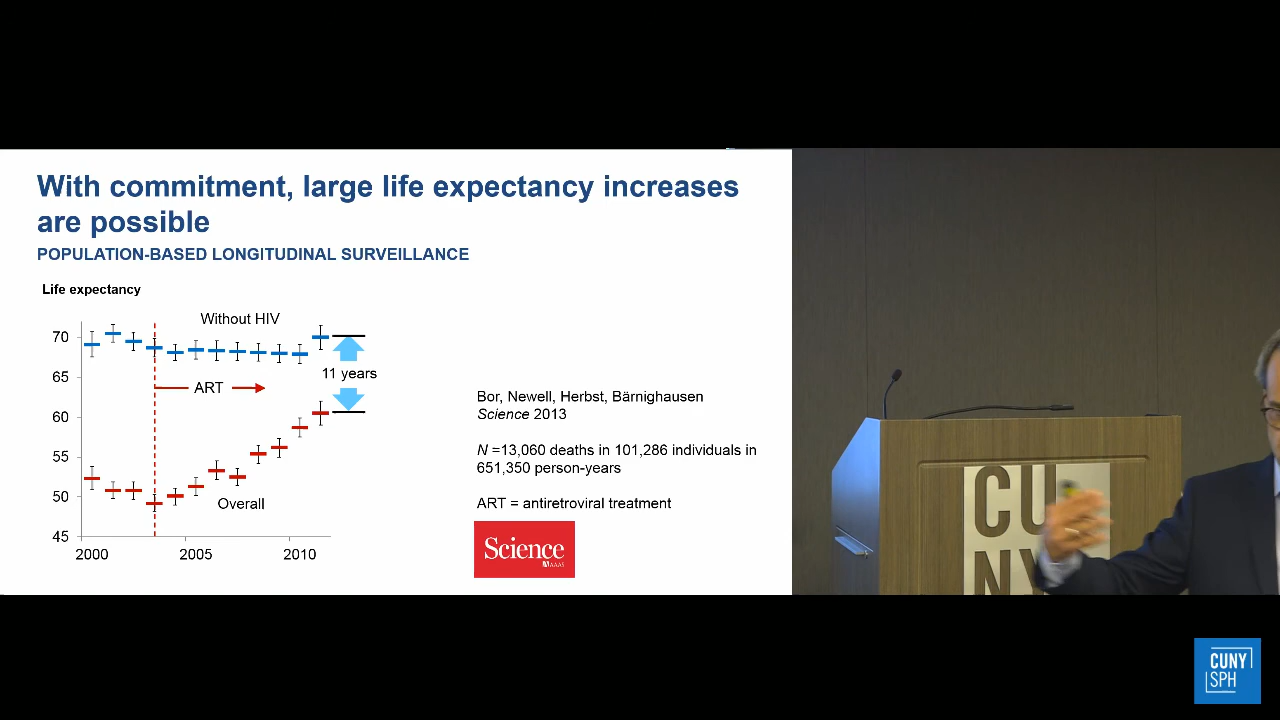 With commitment, large life expectancy increases
are possible
POPULATION-BASED LONGITUDINAL SURVEILLANCE
Life expectancy
Without HIV
70
65
60
55
50
45
ART
11 years
Overall
2000
2005
2010
Bor, Newell, Herbst, Bärnighausen
Science 2013
N =13,060 deaths in 101,286 individuals in
651,350 person-years
ART = antiretroviral treatment
Science
AAAS
CU
NY
CUNY
SPH